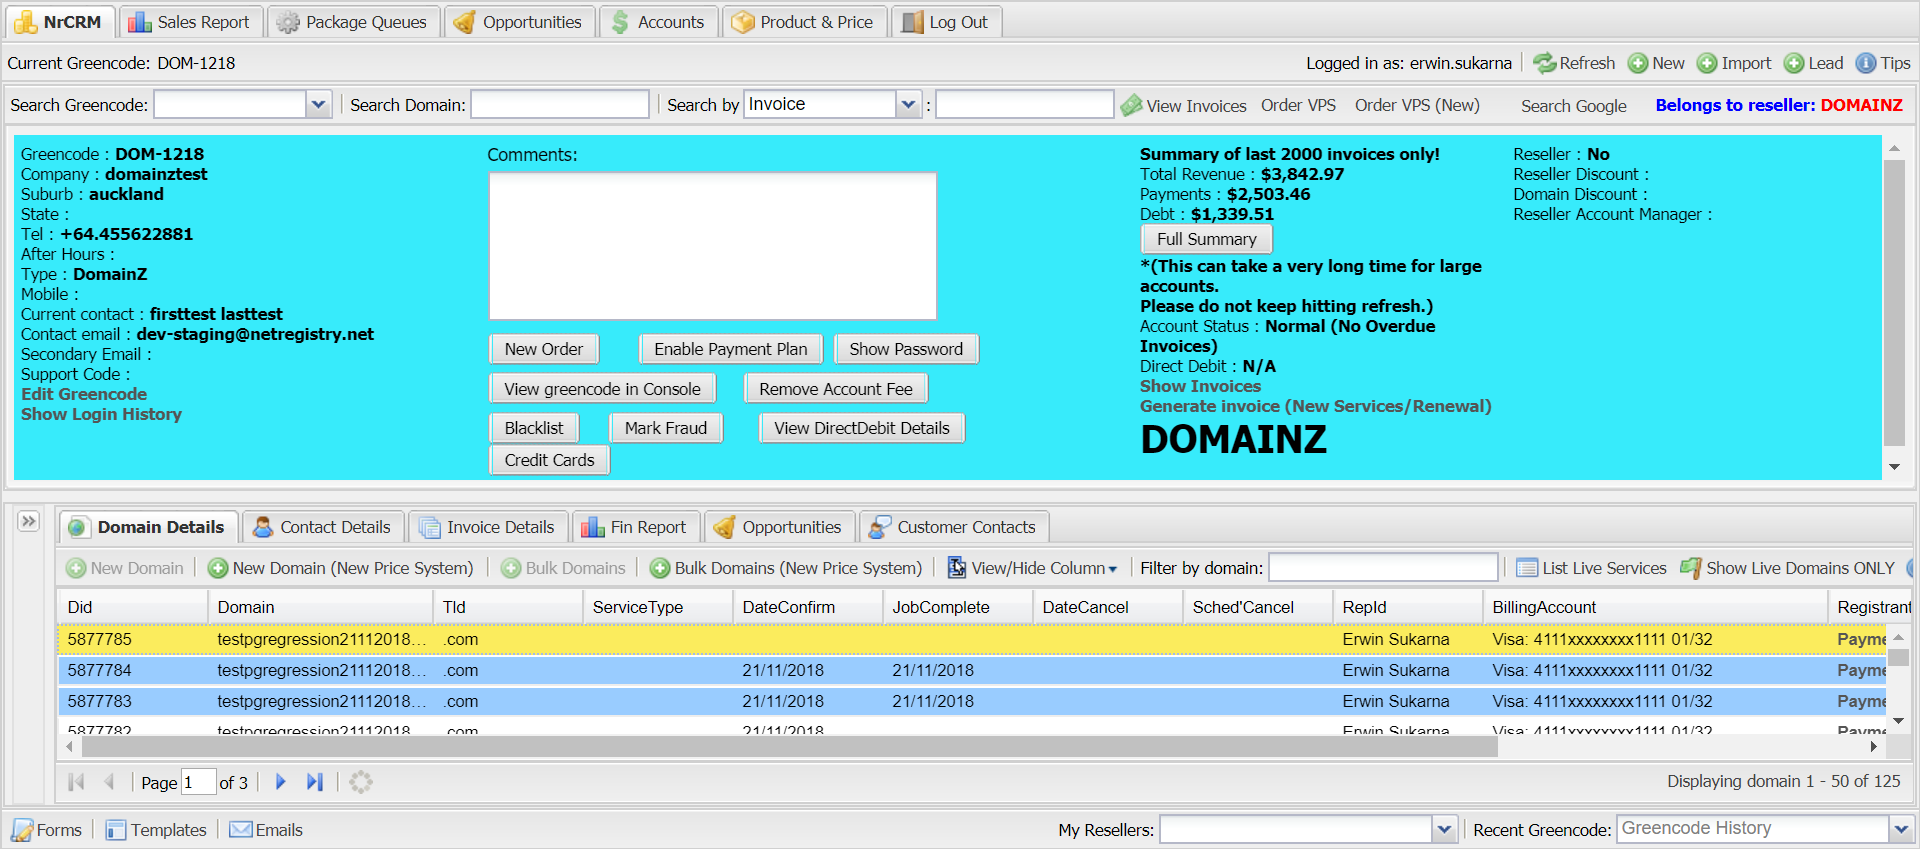 NrCRM Sales Report Package Queues Opportunities Accounts Product & Price Log Out
Current Greencode: DOM-1218 Logged in as: erwin.sukarna Refresh New Import Lead Tips
Search Greencode: Search Domain: Search by Invoice : View Invoices Order VPS Order VPS (New) Search Google Belongs to reseller: DOMAINZ
Greencode : DOM-1218
Company : domainztest
Suburb : auckland
State :
Tel : +64.455622881
After Hours :
Type : DomainZ
Mobile :
Current contact : firsttest lasttest
Contact email : dev-staging@netregistry.net
Secondary Email :
Support Code :
Edit Greencode
Show Login History
Comments:
New Order Enable Payment Plan Show Password
View greencode in Console Remove Account Fee
Blacklist Mark Fraud View DirectDebit Details
Credit Cards
Summary of last 2000 invoices only!
Total Revenue : $3,842.97
Payments : $2,503.46
Debt : $1,339.51
Full Summary
*(This can take a very long time for large
accounts.
Please do not keep hitting refresh.)
Account Status : Normal (No Overdue
Invoices)
Direct Debit : N/A
Show Invoices
Generate invoice (New Services/Renewal)
DOMAINZ
Reseller : No
Reseller Discount :
Domain Discount :
Reseller Account Manager :
Domain Details Contact Details Invoice Details Fin Report Opportunities Customer Contacts
New Domain New Domain (New Price System) Bulk Domains Bulk Domains (New Price System) View/Hide Column Filter by domain: List Live Services Show Live Domains ONLY
Did Domain Tld ServiceType DateConfirm JobComplete DateCancel Sched'Cancel RepId BillingAccount Registrant
5877785 testpgregression21112018... .com Erwin Sukarna Visa: 4111xxxxxxxx1111 01/32 Payme
5877784 testpgregression21112018... .com 21/11/2018 21/11/2018 Erwin Sukarna Visa: 4111xxxxxxxx1111 01/32 Payme
5877783 testpgregression21112018... .com 21/11/2018 21/11/2018 Erwin Sukarna Visa: 4111xxxxxxxx1111 01/32 Payme
5877782 testpgregression21112018 .com 21/11/2018 Erwin Sukarna Visa: 4111xxxxxxxx1111 01/32 Payme
Page 1 of 3 Displaying domain 1 - 50 of 125
Forms Templates Emails My Resellers: Recent Greencode: Greencode History